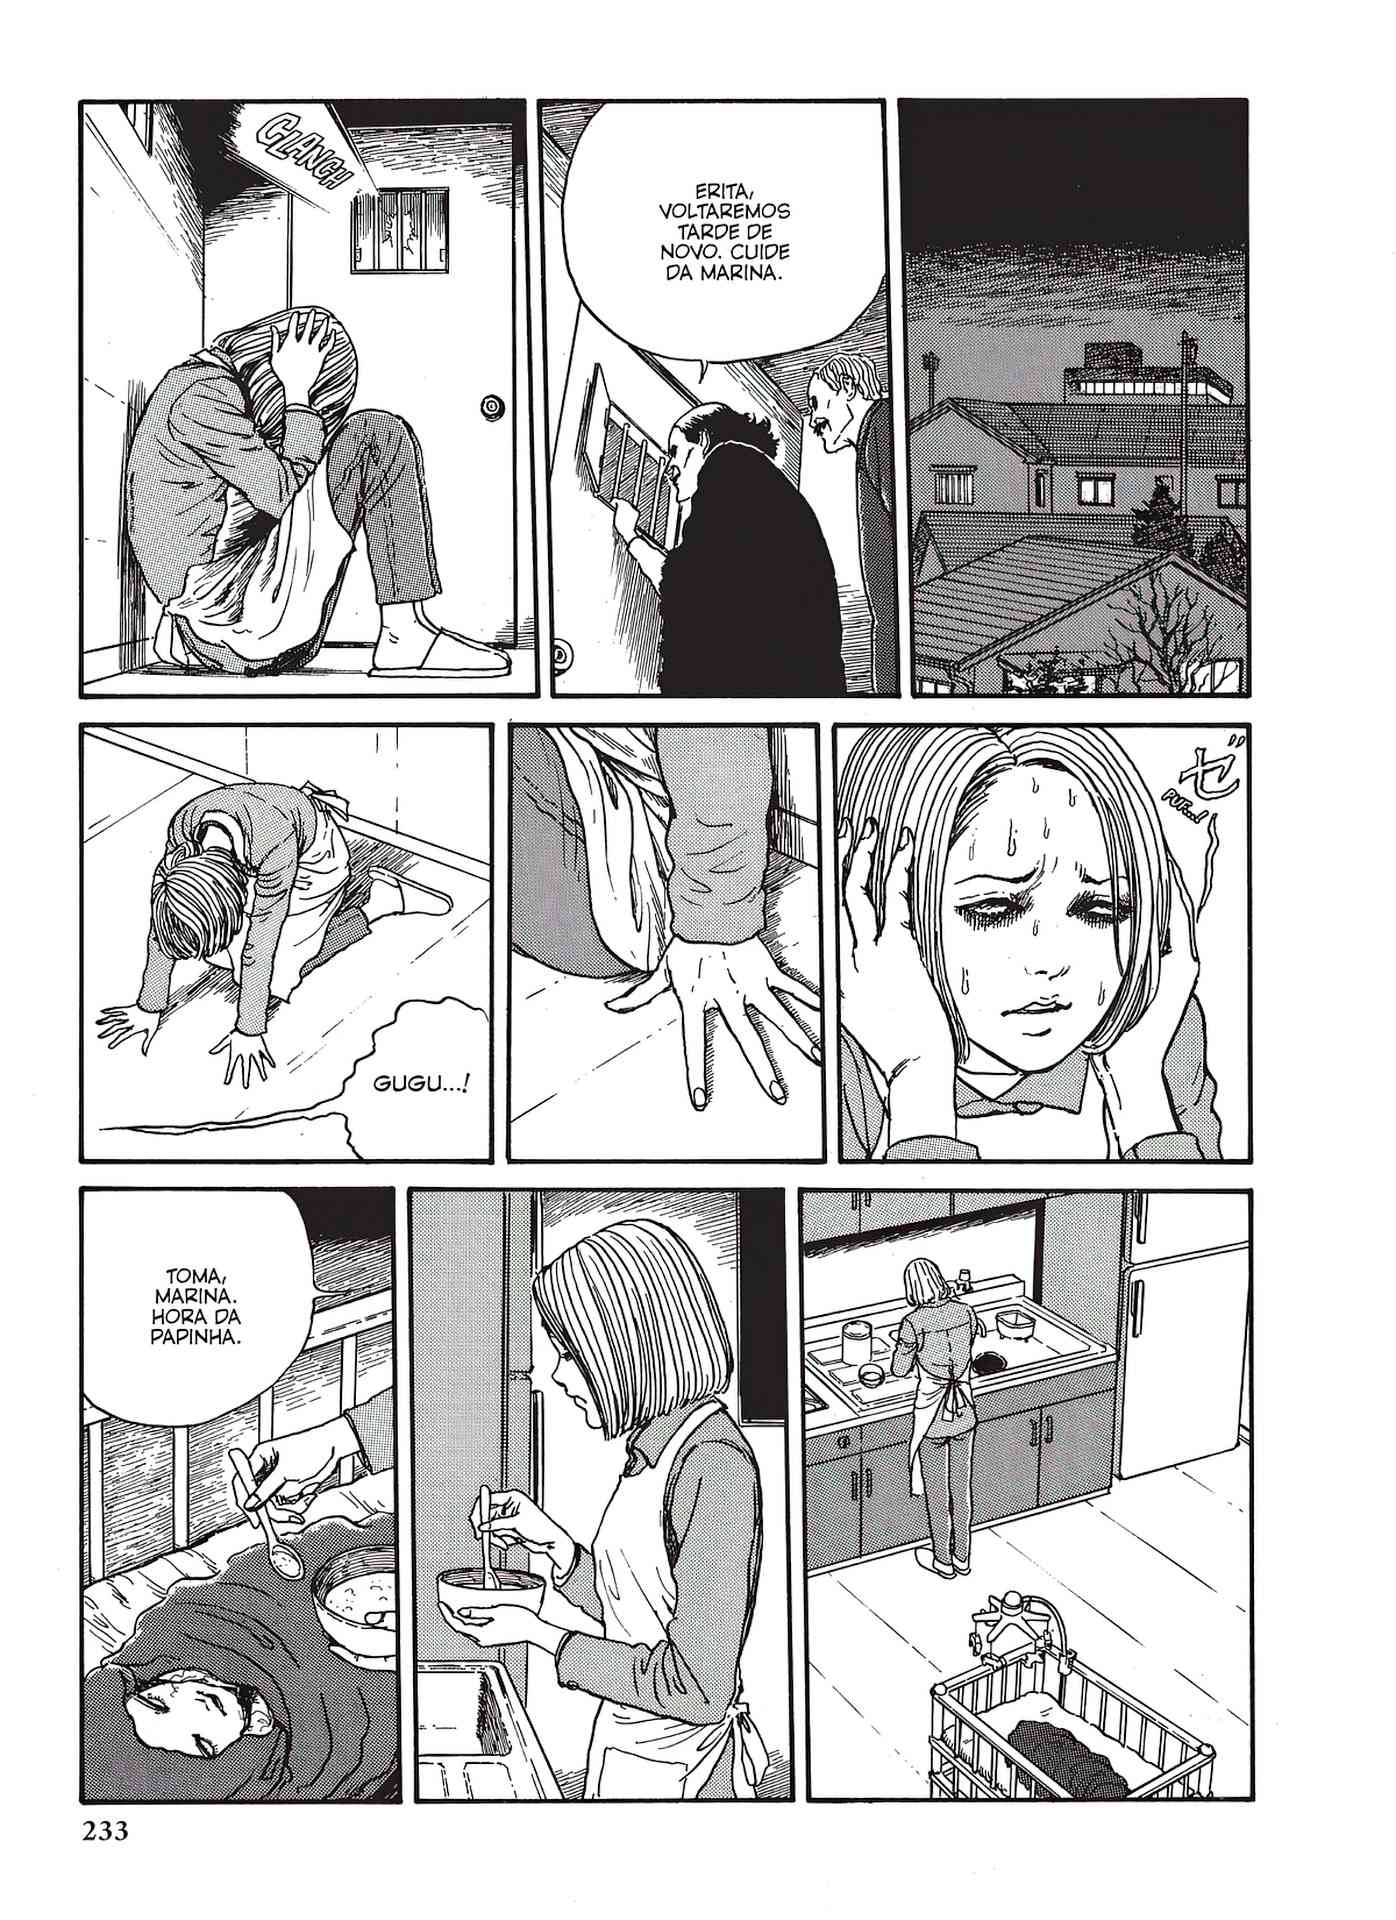 ERITA,
VOLTAREMOS
TARDE DE
NOVO. CUIDE
DA MARINA.
CLANCH
ゼ
PUF...!
GUGU...!
TOMA,
MARINA.
HORA DA
PAPINHA.
233